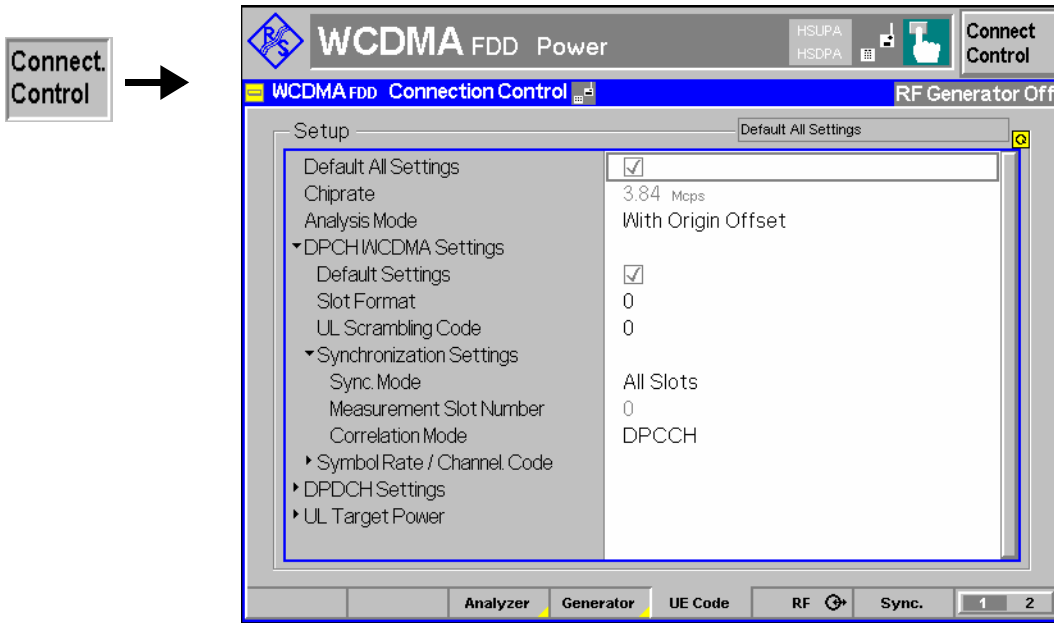 Connect.
Control
R&S
WCDMA FDD Power
HSUPA
HSDPA
Connect
Control
WCDMA FDD Connection Control
RF Generator Off
Setup
Default All Settings
Default All Settings
Chiprate 3.84 Mcps
Analysis Mode With Origin Offset
DPCH WCDMA Settings
Default Settings
Slot Format 0
UL Scrambling Code 0
Synchronization Settings
Sync. Mode All Slots
Measurement Slot Number 0
Correlation Mode DPCCH
Symbol Rate / Channel. Code
DPDCH Settings
UL Target Power
Analyzer Generator UE Code RF Sync. 1 2